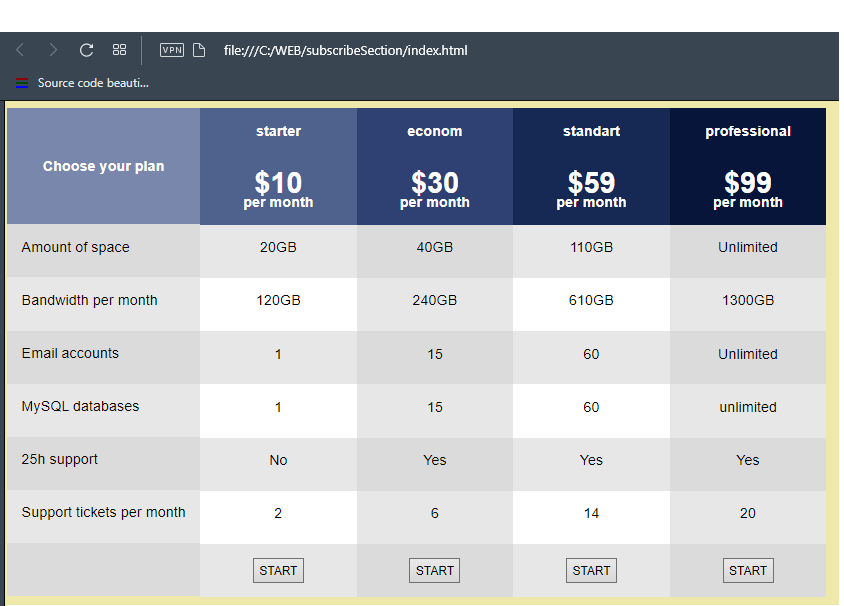 VPN file:///C:/WEB/subscribeSection/index.html
Source code beauti...
Choose your plan starter econom standart professional
$10 $30 $59 $99
per month per month per month per month
Amount of space 20GB 40GB 110GB Unlimited
Bandwidth per month 120GB 240GB 610GB 1300GB
Email accounts 1 15 60 Unlimited
MySQL databases 1 15 60 unlimited
25h support No Yes Yes Yes
Support tickets per month 2 6 14 20
START START START START